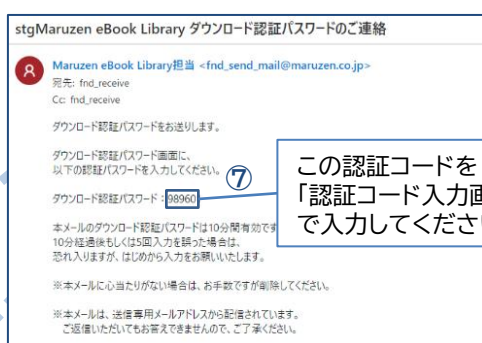 stgMaruzen eBook Library ダウンロード認証パスワードのご連絡
R
Maruzen eBook Library担当 <fnd_send_mail@maruzen.co.jp>
宛先: fnd_receive
Cc: fnd_receive
ダウンロード認証パスワードをお送りします。
ダウンロード認証パスワード画面に、
以下の認証パスワードを入力してください。
⑦
ダウンロード認証パスワード：98960
この認証コードを
「認証コード入力画
で入力してくださ
本メールのダウンロード認証パスワードは10分間有効です
10分経過後もしくは5回入力を誤った場合は、
恐れ入りますが、はじめから入力をお願いいたします。
※本メールに心当たりがない場合は、お手数ですが削除してください。
※本メールは、送信専用メールアドレスから配信されています。
ご返信いただいてもお答えできませんので、ご了承ください。